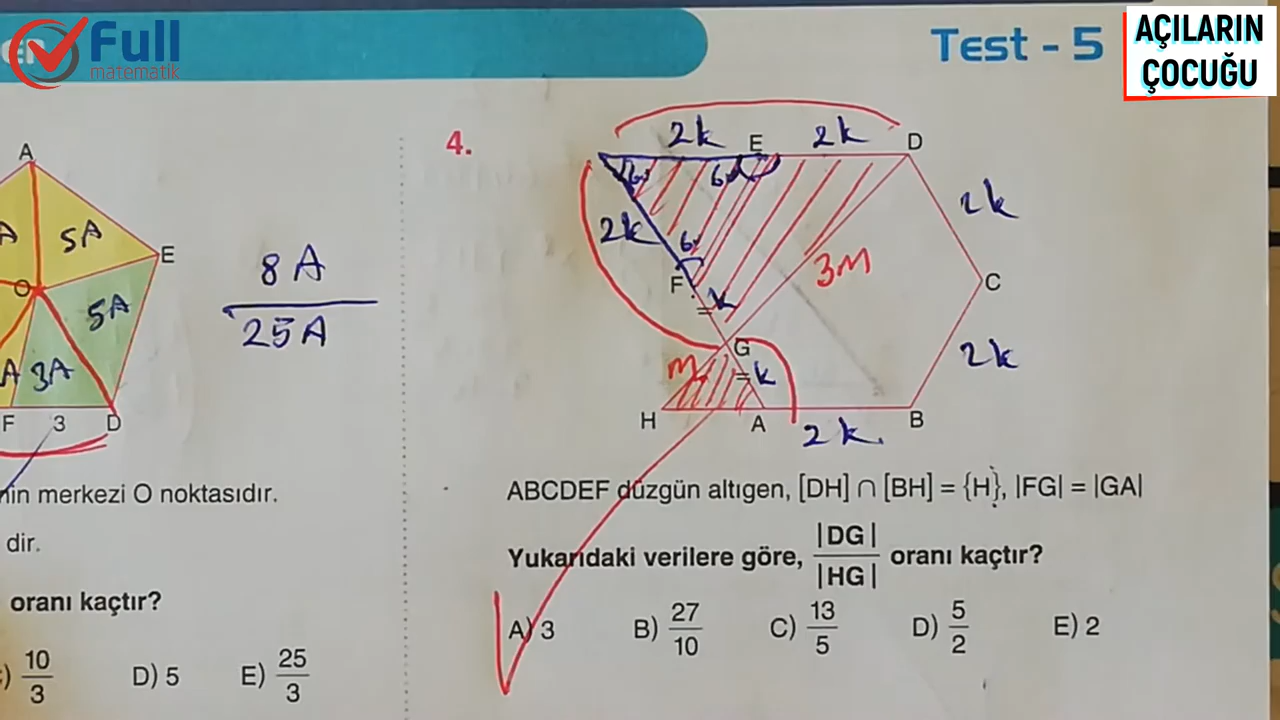 Full
matematik
Test - 5
AÇILARIN
ÇOCUĞU
A
5A
E
O
5A
3A
F
3
D
8A
25A
nin merkezi O noktasıdır.
dir.
oranı kaçtır?
10
3
D) 5
E) 25
3
4.
2k
E
2k
D
2k
2k
F
k
3M
C
2k
G
M
k
H
A
2k
B
ABCDEF düzgün altıgen, [DH] ∩ [BH] = {H}, |FG| = |GA|
Yukarıdaki verilere göre, |DG| / |HG| oranı kaçtır?
A) 3
B) 27/10
C) 13/5
D) 5/2
E) 2